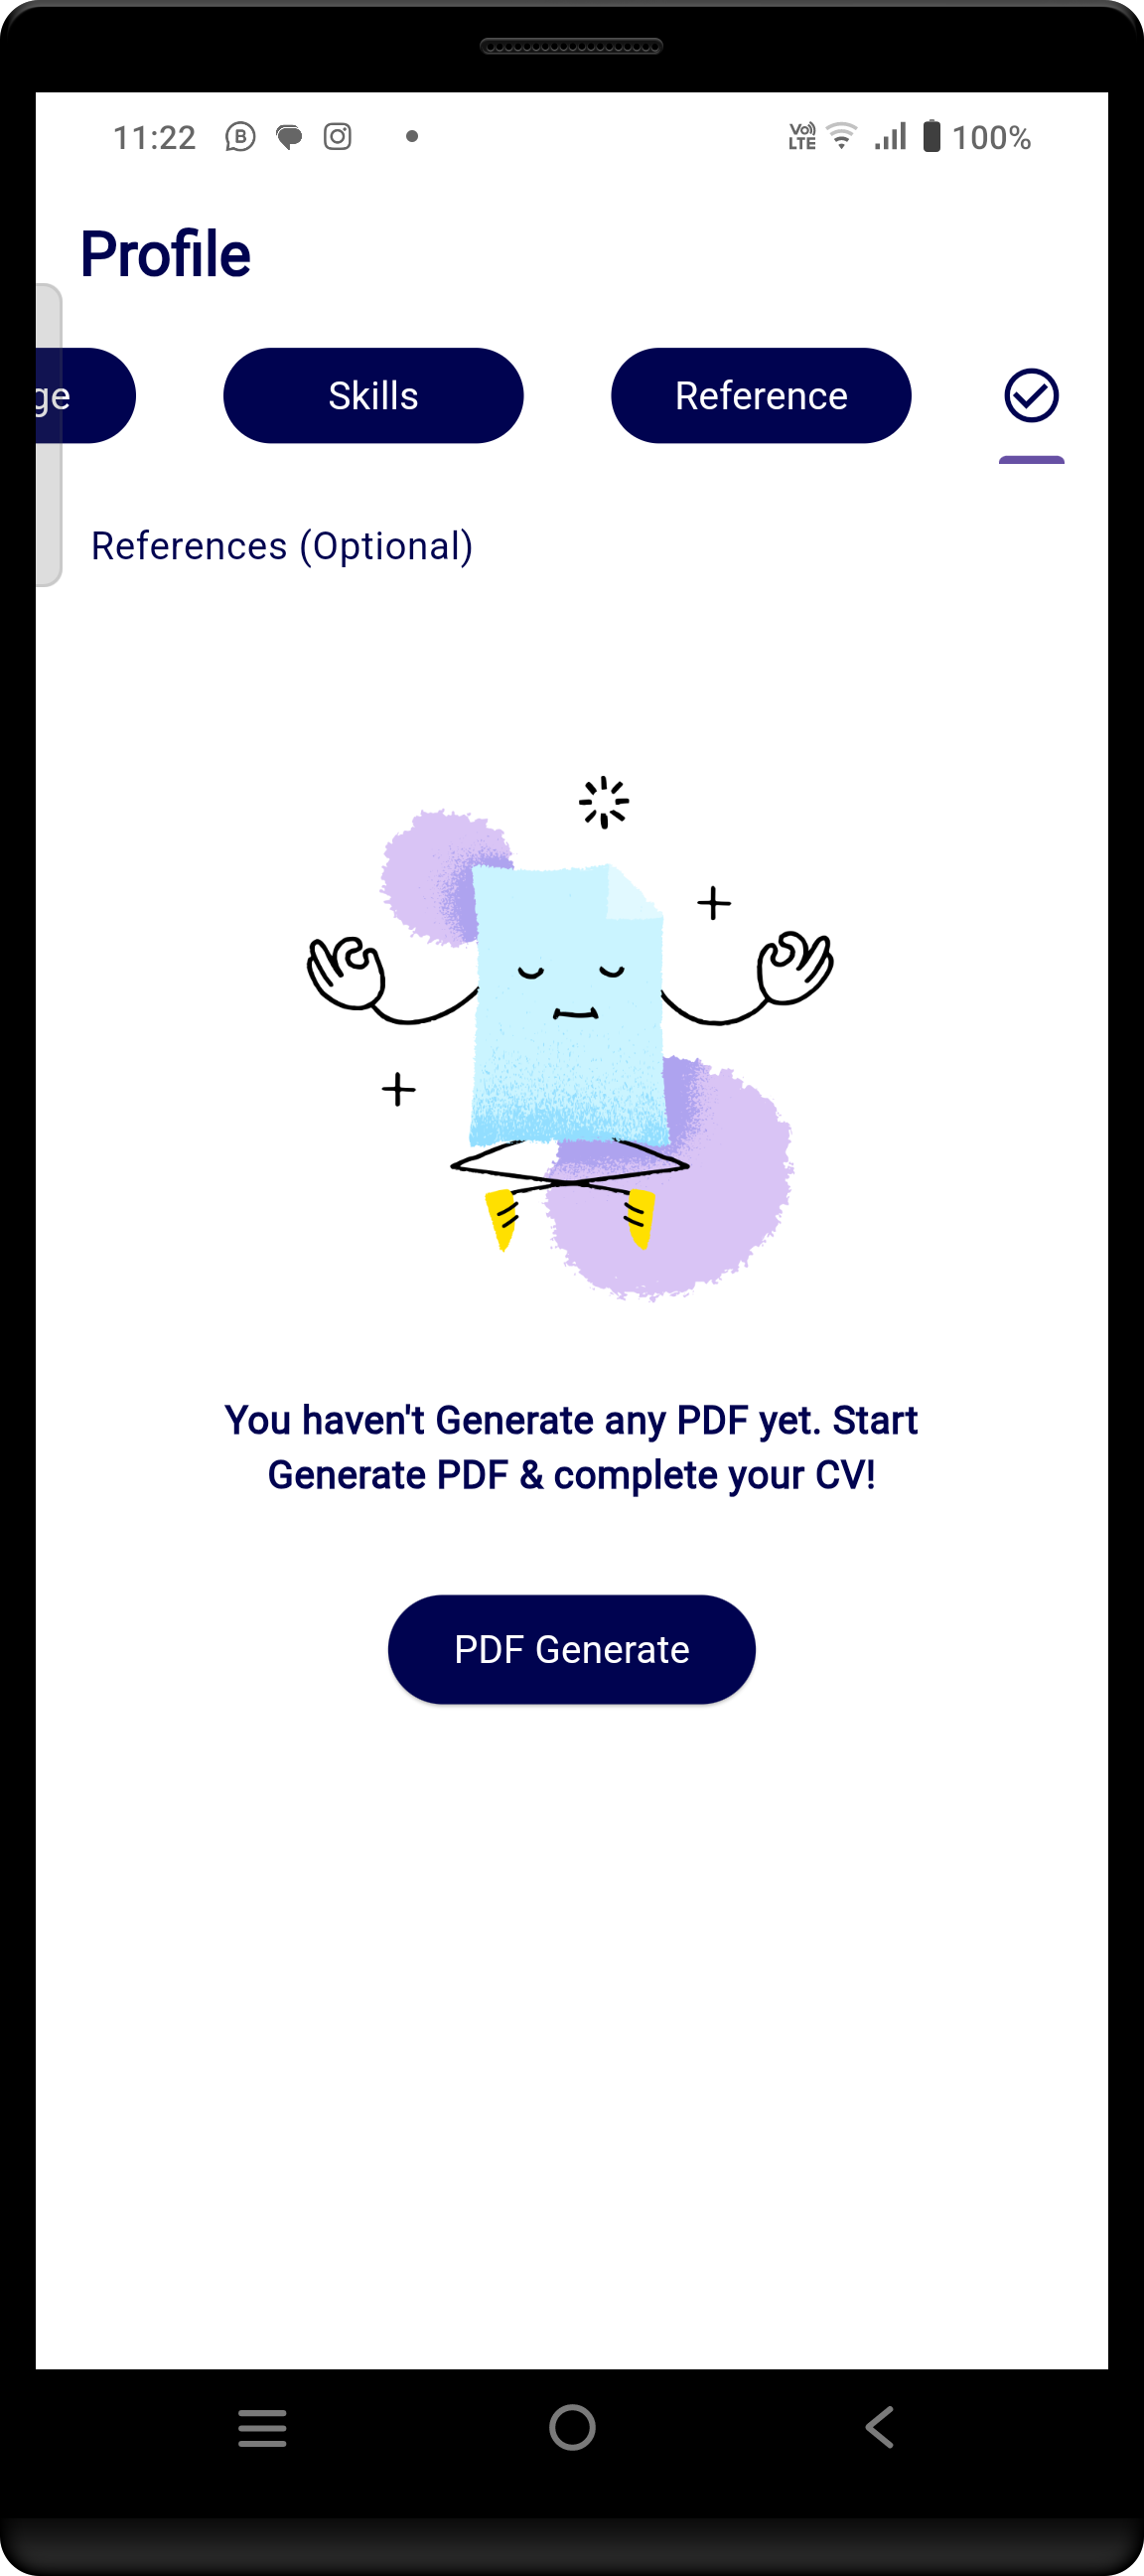 11:22 B Vo) LTE 100%
Profile
ge Skills Reference
References (Optional)
You haven't Generate any PDF yet. Start
Generate PDF & complete your CV!
PDF Generate